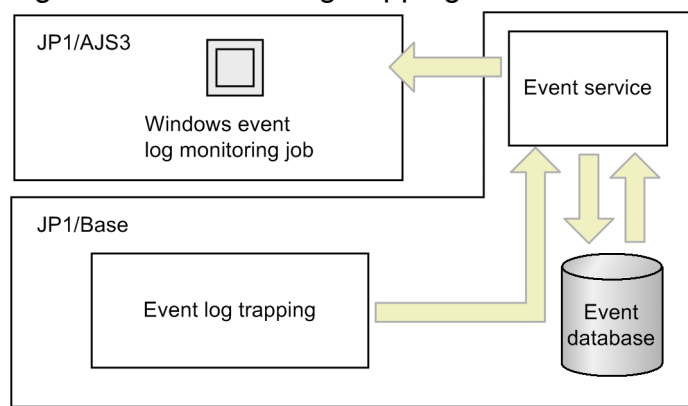 JP1/AJS3
Windows event
log monitoring job
Event service
JP1/Base
Event log trapping
Event
database